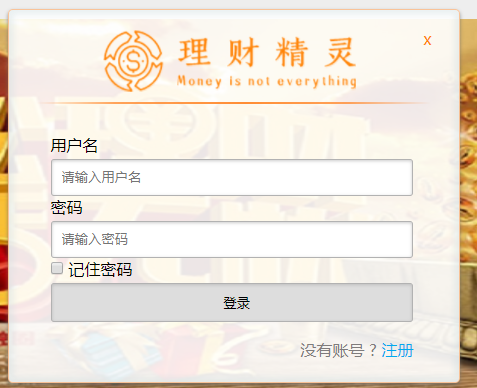 理财精灵
x
Money is not everything
用户名
请输入用户名
密码
请输入密码
记住密码
登录
没有账号？注册